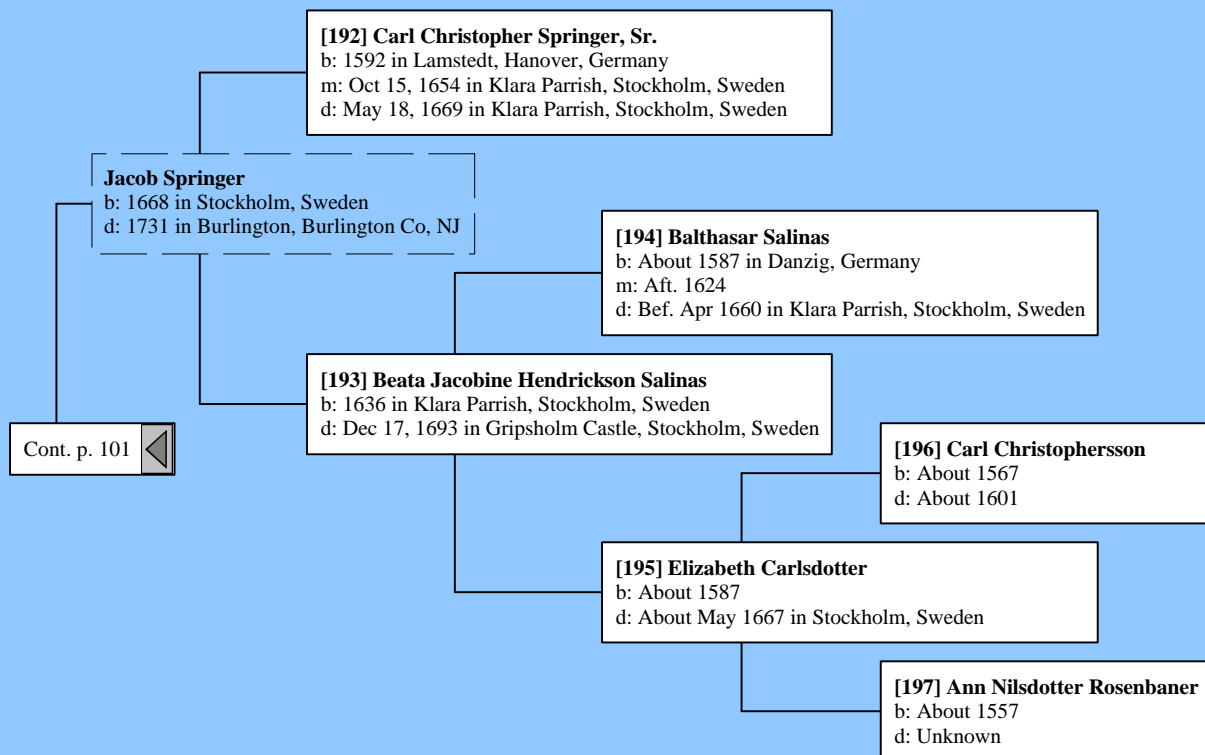 [192] Carl Christopher Springer, Sr.
b: 1592 in Lamstedt, Hanover, Germany
m: Oct 15, 1654 in Klara Parrish, Stockholm, Sweden
d: May 18, 1669 in Klara Parrish, Stockholm, Sweden
Jacob Springer
b: 1668 in Stockholm, Sweden
d: 1731 in Burlington, Burlington Co, NJ
[194] Balthasar Salinas
b: About 1587 in Danzig, Germany
m: Aft. 1624
d: Bef. Apr 1660 in Klara Parrish, Stockholm, Sweden
[193] Beata Jacobine Hendrickson Salinas
b: 1636 in Klara Parrish, Stockholm, Sweden
d: Dec 17, 1693 in Gripsholm Castle, Stockholm, Sweden
Cont. p. 101
[196] Carl Christophersson
b: About 1567
d: About 1601
[195] Elizabeth Carlsdotter
b: About 1587
d: About May 1667 in Stockholm, Sweden
[197] Ann Nilsdotter Rosenbaner
b: About 1557
d: Unknown